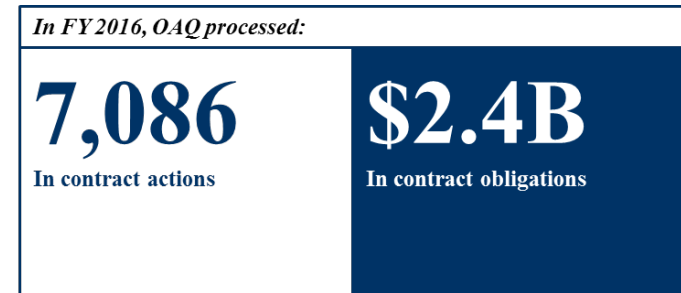 In FY 2016, OAQ processed:
7,086
In contract actions
$2.4B
In contract obligations